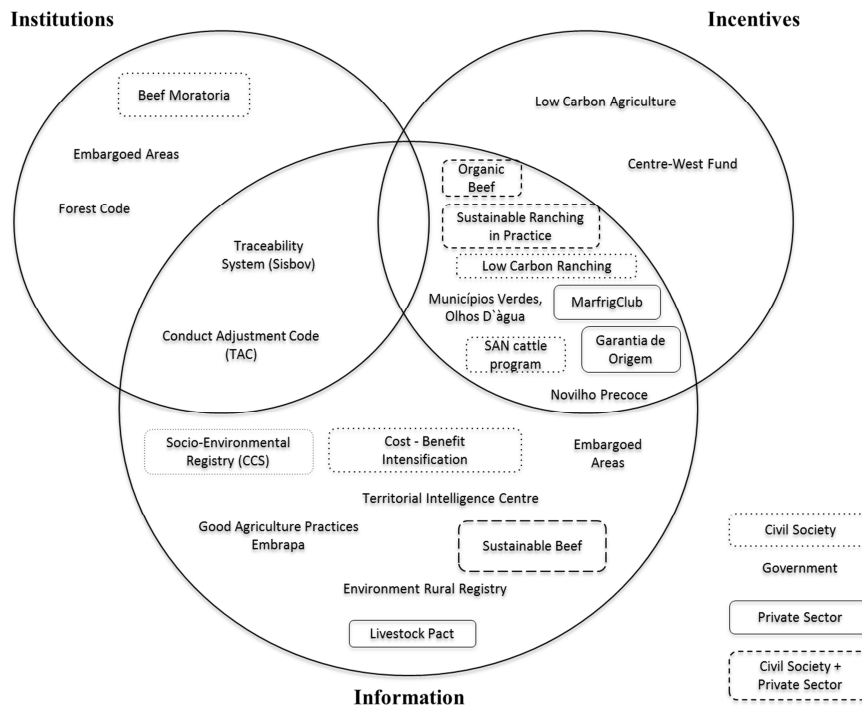 Institutions
Incentives
Beef Moratoria
Low Carbon Agriculture
Embargoed Areas
Centre-West Fund
Organic
Beef
Forest Code
Sustainable Ranching
in Practice
Traceability
System (Sisbov)
Low Carbon Ranching
Municípios Verdes,
Olhos D`àgua
MarfrigClub
Conduct Adjustment Code
(TAC)
SAN cattle
program
Garantia de
Origem
Novilho Precoce
Socio-Environmental
Registry (CCS)
Cost - Benefit
Intensification
Embargoed
Areas
Territorial Intelligence Centre
Good Agriculture Practices
Embrapa
Sustainable Beef
Environment Rural Registry
Livestock Pact
Information
Civil Society
Government
Private Sector
Civil Society +
Private Sector